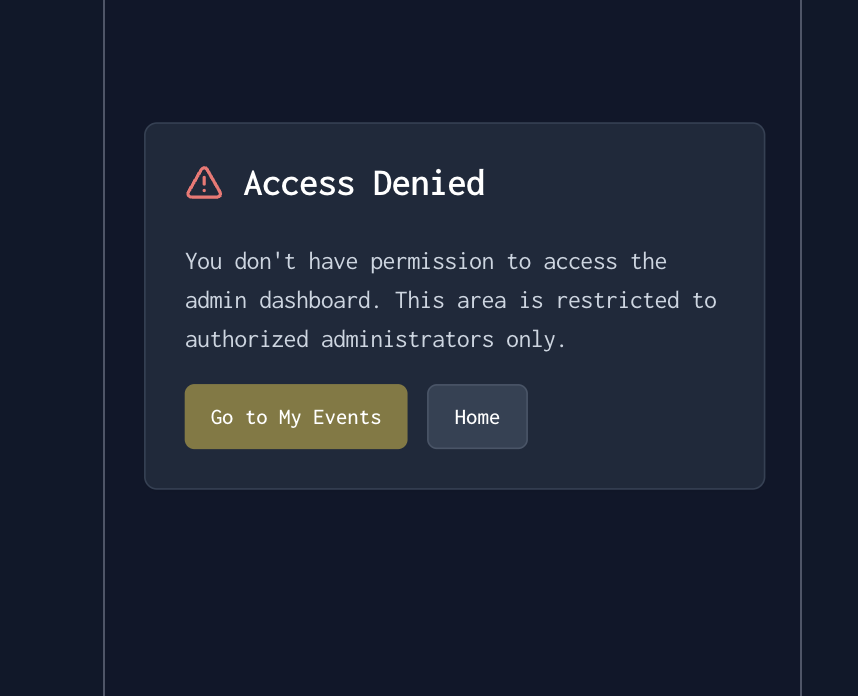 Access Denied
You don't have permission to access the
admin dashboard. This area is restricted to
authorized administrators only.
Go to My Events
Home